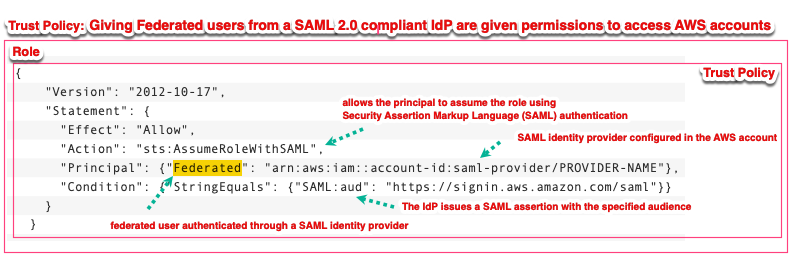 Trust Policy: Giving Federated users from a SAML 2.0 compliant IdP are given permissions to access AWS accounts
Role
Trust Policy
{
"Version": "2012-10-17",
"Statement": {
"Effect": "Allow",
allows the principal to assume the role using
Security Assertion Markup Language (SAML) authentication
"Action": "sts:AssumeRoleWithSAML",
SAML identity provider configured in the AWS account
"Principal": {"Federated": "arn:aws:iam::account-id:saml-provider/PROVIDER-NAME"},
"Condition": {"StringEquals": {"SAML:aud": "https://signin.aws.amazon.com/saml"}}
}
The IdP issues a SAML assertion with the specified audience
}
federated user authenticated through a SAML identity provider